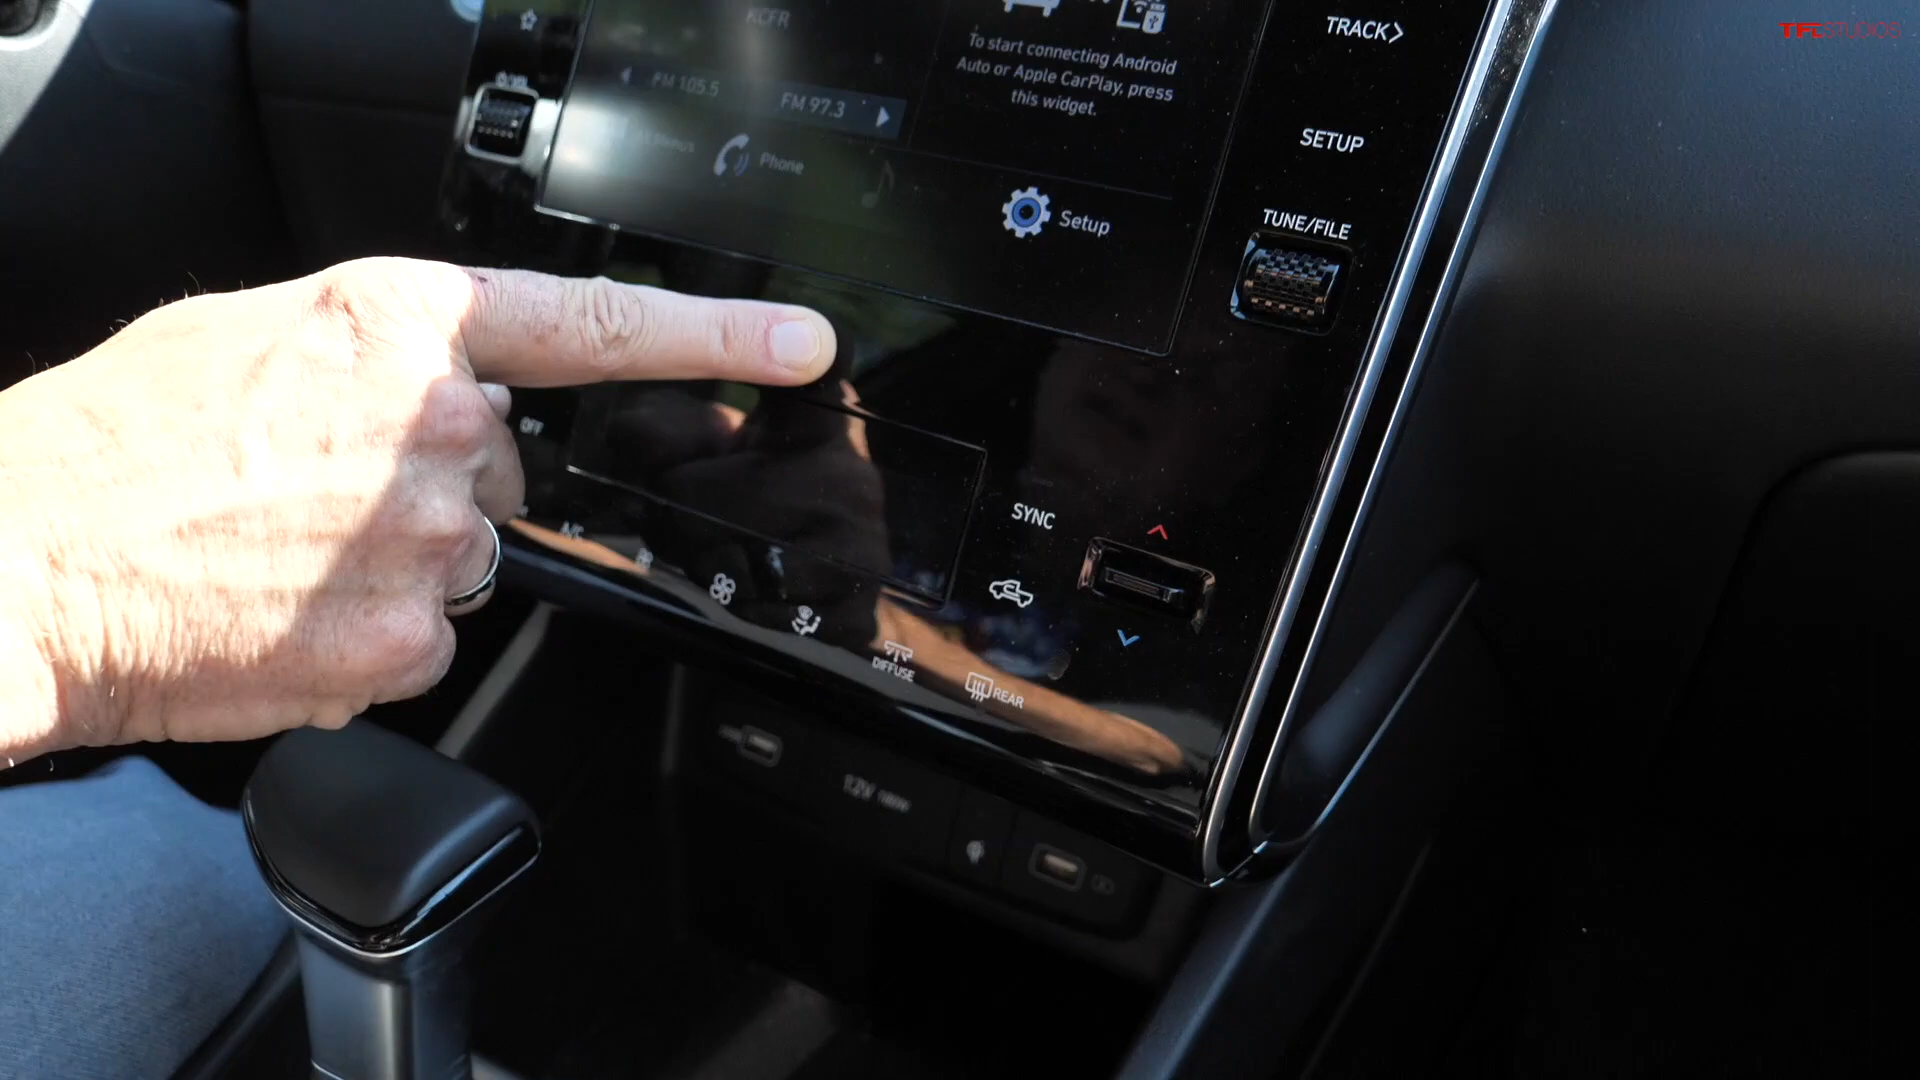 TFLSTUDIOS
KCFR
TRACK>
To start connecting Android
Auto or Apple CarPlay, press
this widget.
FM 105.5
FM 97.3
SETUP
Phone
Setup
TUNE/FILE
OFF
SYNC
A/C
DIFFUSE
REAR
12V 180W